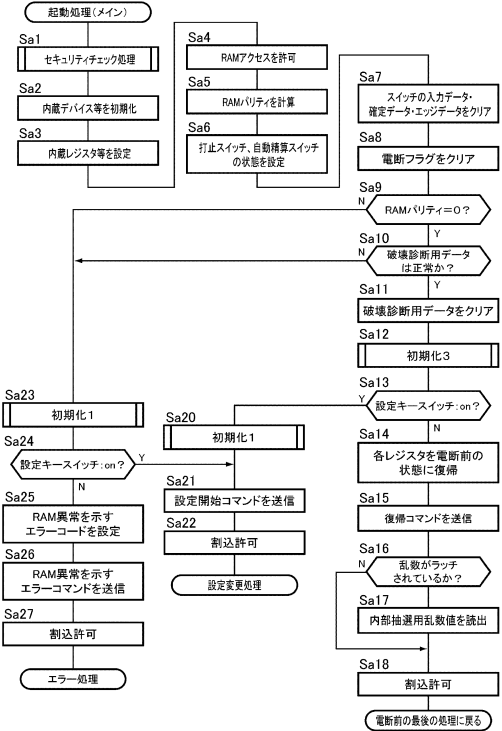 起動処理(メイン)
Sa1
セキュリティチェック処理
Sa2
内蔵デバイス等を初期化
Sa3
内蔵レジスタ等を設定
Sa4
RAMアクセスを許可
Sa5
RAMパリティを計算
Sa6
打止スイッチ、自動精算スイッチ
の状態を設定
Sa7
スイッチの入力データ・
確定データ・エッジデータをクリア
Sa8
電断フラグをクリア
Sa9
N
RAMパリティ=0?
Y
Sa10
N
破壊診断用データ
は正常か?
Y
Sa11
破壊診断用データをクリア
Sa12
初期化3
Sa13
Y
設定キースイッチ:on?
N
Sa14
各レジスタを電断前の
状態に復帰
Sa15
復帰コマンドを送信
Sa16
N
乱数がラッチ
されているか?
Y
Sa17
内部抽選用乱数値を読出
Sa18
割込許可
電断前の最後の処理に戻る
Sa20
初期化1
Sa21
設定開始コマンドを送信
Sa22
割込許可
設定変更処理
Sa23
初期化1
Sa24
設定キースイッチ:on?
Y
N
Sa25
RAM異常を示す
エラーコードを設定
Sa26
RAM異常を示す
エラーコマンドを送信
Sa27
割込許可
エラー処理